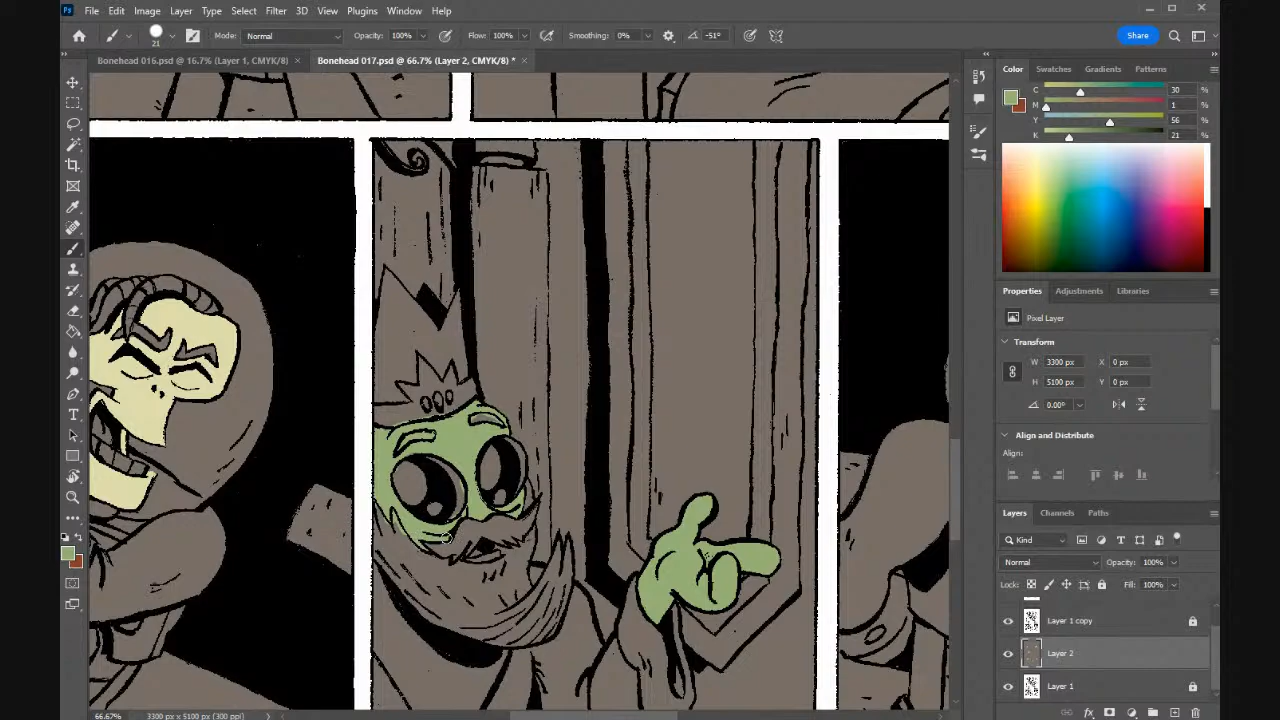 Ps File Edit Image Layer Type Select Filter 3D View Plugins Window Help
21 Mode: Normal Opacity: 100% Flow: 100% Smoothing: 0% -51° Share
Bonehead 016.psd @ 16.7% (Layer 1, CMYK/8) * × Bonehead 017.psd @ 66.7% (Layer 2, CMYK/8) * ×
Color Swatches Gradients Patterns
C 30 %
M 1 %
Y 56 %
K 21 %
Properties Adjustments Libraries
Pixel Layer
Transform
W 3300 px X 0 px
H 5100 px Y 0 px
0.00°
Align and Distribute
Align:
Layers Channels Paths
Kind
Normal Opacity: 100%
Lock: Fill: 100%
Layer 1 copy
Layer 2
Layer 1
66.67% 3300 px x 5100 px (300 ppi)